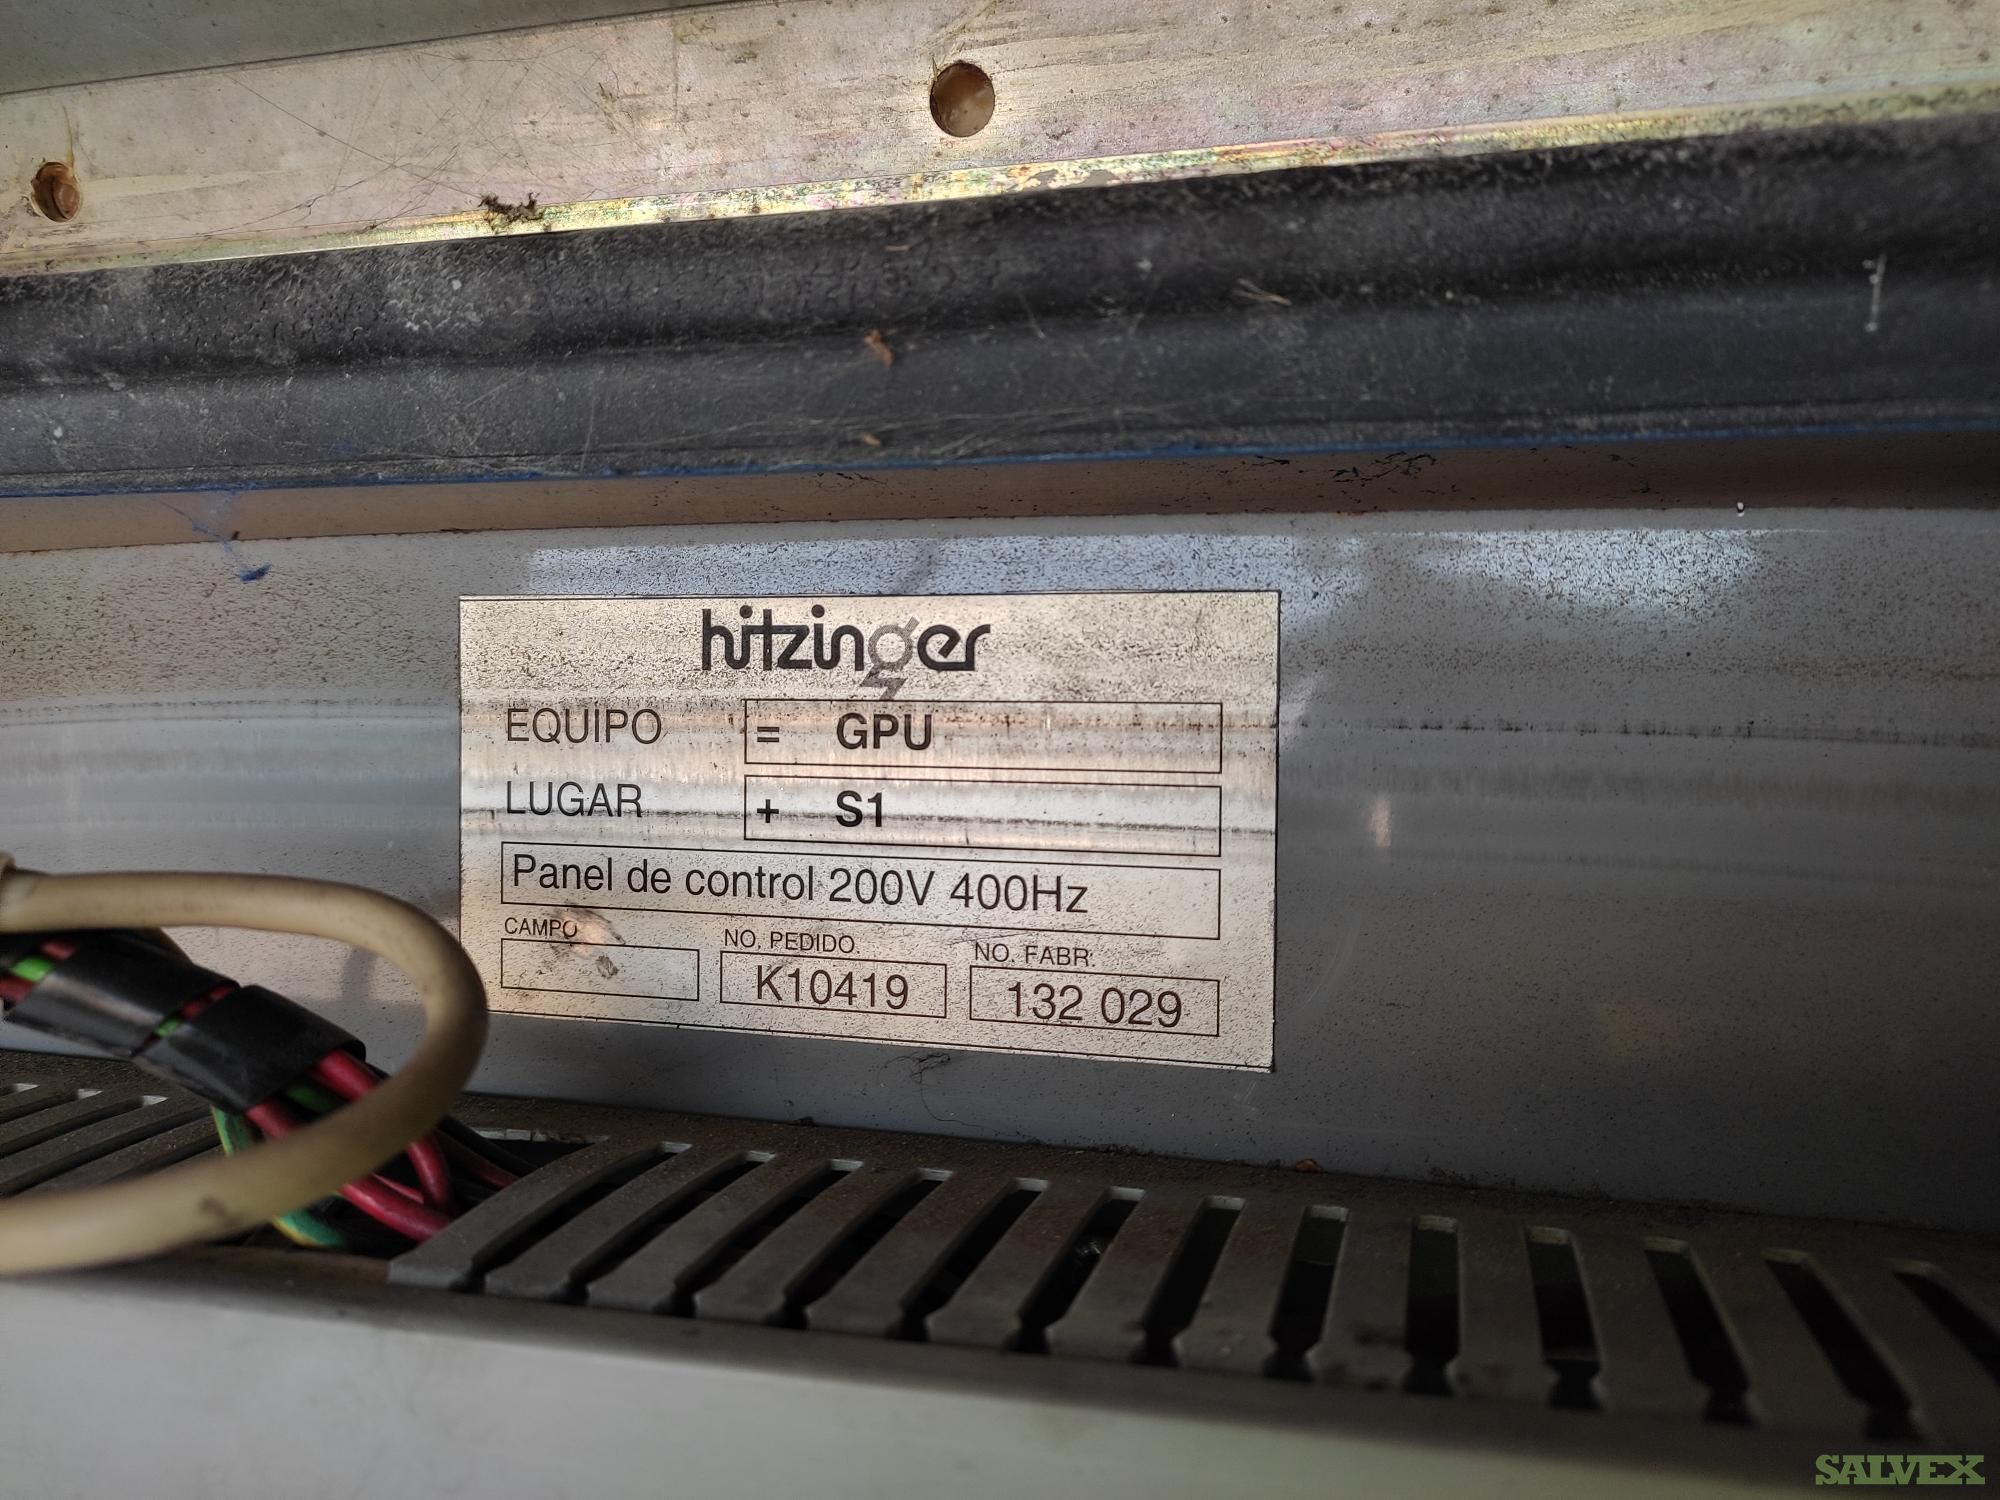 hitzinger
EQUIPO = GPU
LUGAR + S1
Panel de control 200V 400Hz
CAMPO NO. PEDIDO. NO. FABR.
K10419 132 029
SALVEX